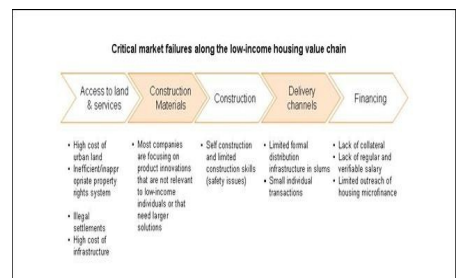 Critical market failures along the low-income housing value chain
Access to land
& services
Construction
Materials
Construction
Delivery
channels
Financing
• High cost of
urban land
• Inefficient/inappr
opriate property
rights system
• Illegal
settlements
• High cost of
infrastructure
• Most companies
are focusing on
product innovations
that are not relevant
to low-income
individuals or that
need larger
solutions
• Self construction
and limited
construction skills
(safety issues)
• Limited formal
distribution
infrastructure in slums
• Small individual
transactions
• Lack of collateral
• Lack of regular and
verifiable salary
• Limited outreach of
housing microfinance